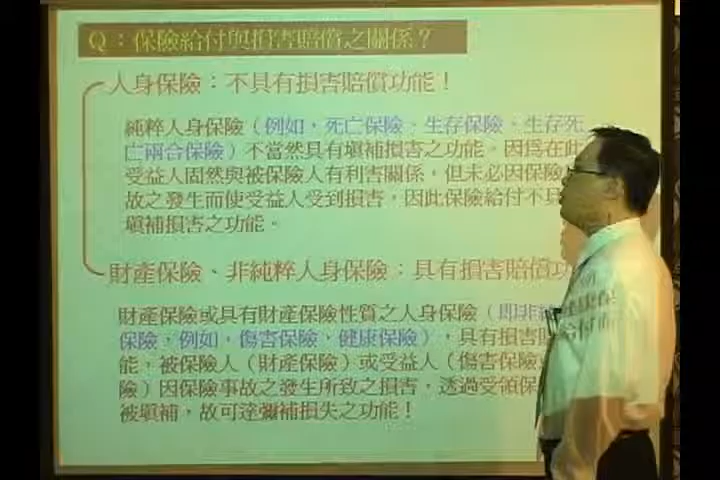 Q：保險給付與損害賠償之關係？
人身保險：不具有損害賠償功能！
純粹人身保險（例如，死亡保險、生存保險、生存死
亡兩合保險）不當然具有填補損害之功能。因為在此
受益人固然與被保險人有利害關係，但未必因保險
故之發生而使受益人受到損害，因此保險給付不具
填補損害之功能。
財產保險、非純粹人身保險：具有損害賠償功
財產保險或具有財產保險性質之人身保險（即非純
保險，例如，傷害保險、健康保險），具有損害
能，被保險人（財產保險）或受益人（傷害保險
險）因保險事故之發生所致之損害，透過受領保
被填補，故可達彌補損失之功能！